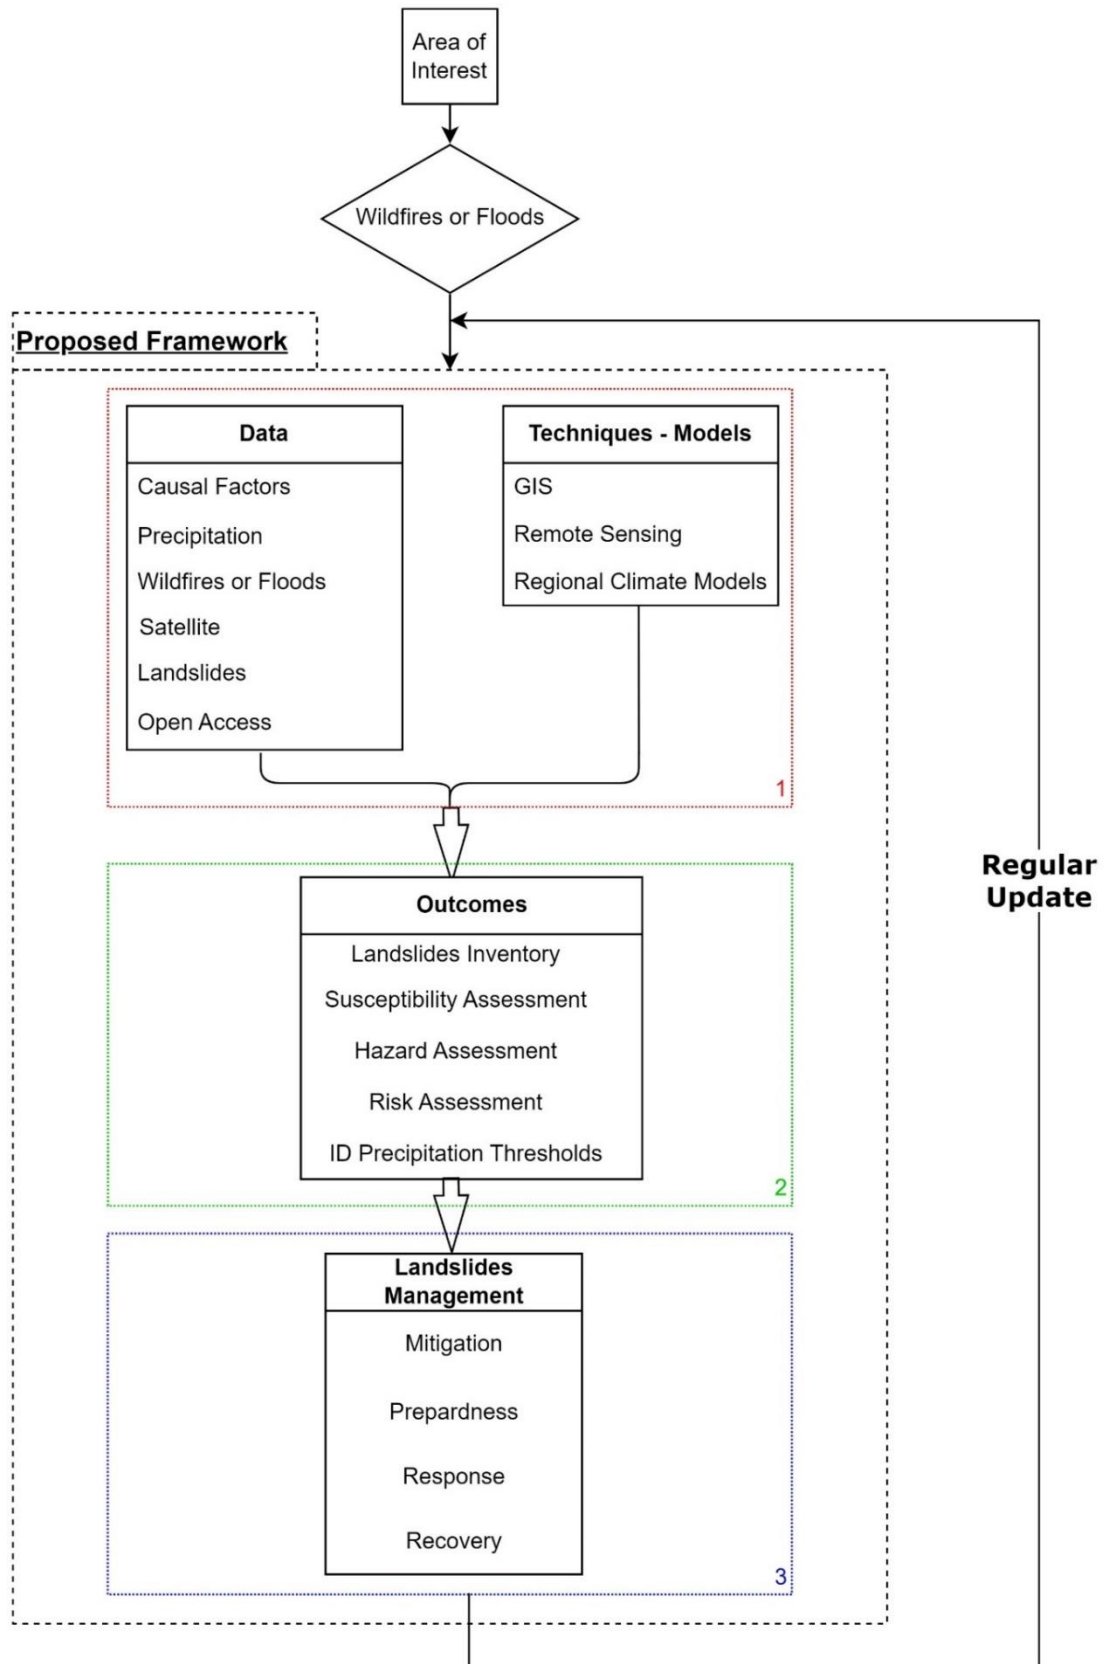 Area of
Interest
Wildfires or Floods
Proposed Framework
Data
Causal Factors
Precipitation
Wildfires or Floods
Satellite
Landslides
Open Access
Techniques - Models
GIS
Remote Sensing
Regional Climate Models
1
Regular
Update
Outcomes
Landslides Inventory
Susceptibility Assessment
Hazard Assessment
Risk Assessment
ID Precipitation Thresholds
2
Landslides
Management
Mitigation
Prepardness
Response
Recovery
3